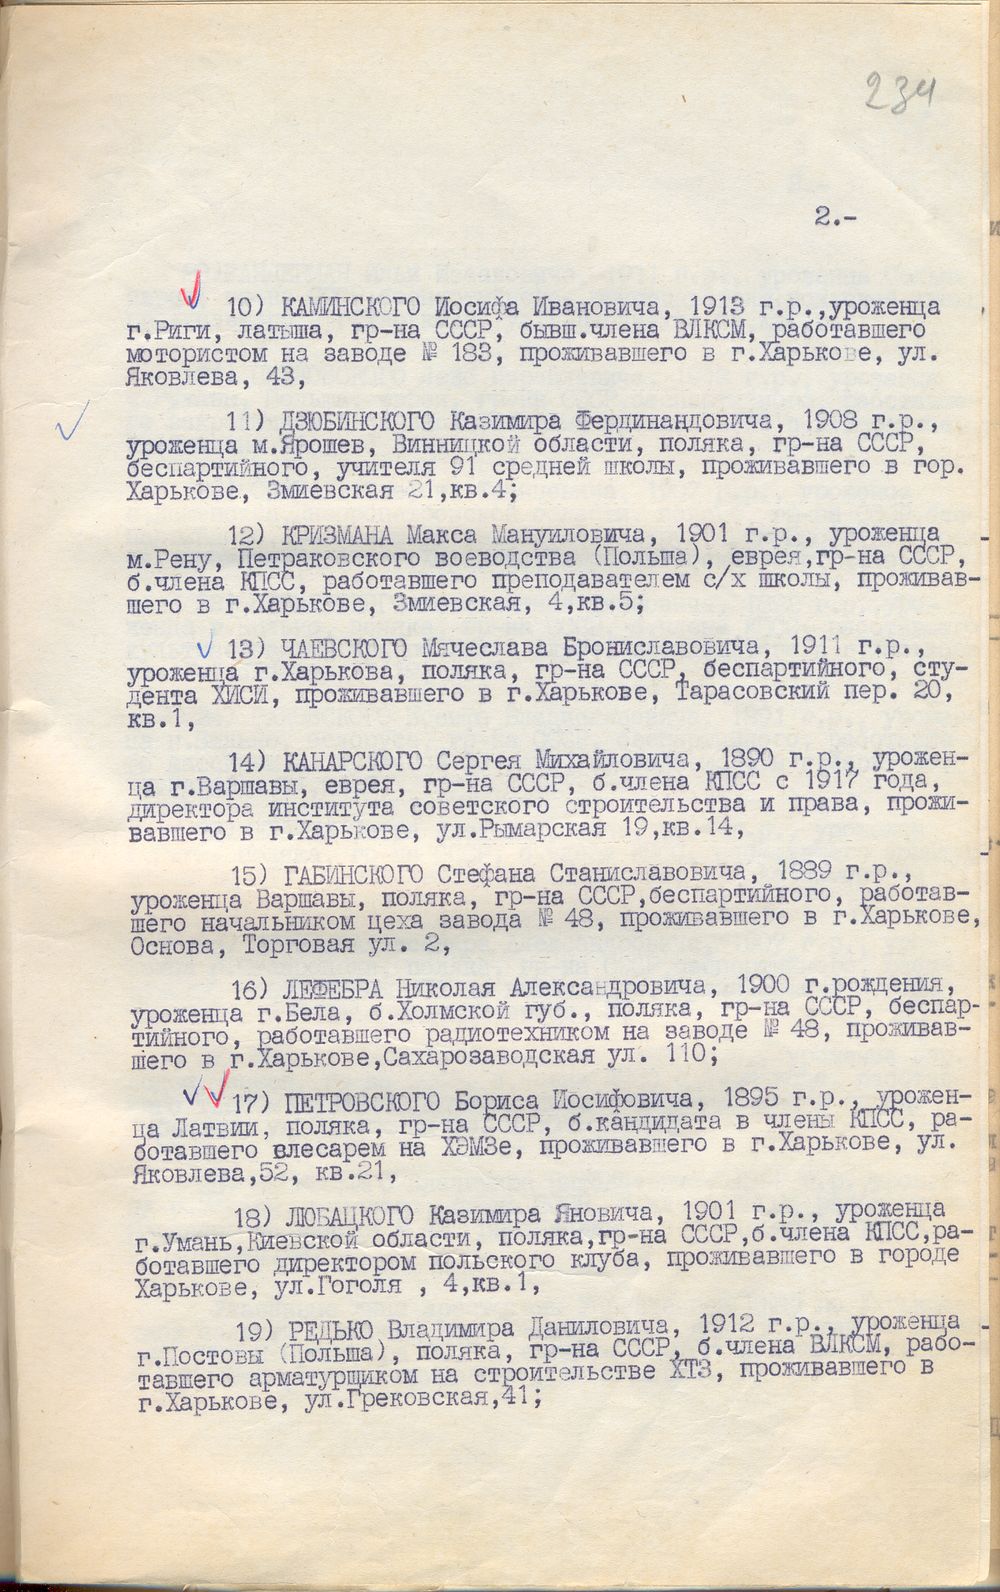 234
2.-
10) КАМИНСКОГО Иосифа Ивановича, 1913 г.р.,уроженца
г.Риги, латыша, гр-на СССР, бывш.члена ВЛКСМ, работавшего
мотористом на заводе № 183, проживавшего в г.Харькове, ул.
Яковлева, 43,
11) ДЗЮБИНСКОГО Казимира Фердинандовича, 1908 г.р.,
уроженца м.Ярошев, Винницкой области, поляка, гр-на СССР,
беспартийного, учителя 91 средней школы, проживавшего в гор.
Харькове, Змиевская 21,кв.4;
12) КРИЗМАНА Макса Мануиловича, 1901 г.р., уроженца
м.Рену, Петраковского воеводства (Польша), еврея,гр-на СССР,
б.члена КПСС, работавшего преподавателем с/х школы, проживав-
шего в г.Харькове, Змиевская, 4,кв.5;
13) ЧАЕВСКОГО Мячеслава Брониславовича, 1911 г.р.,
уроженца г.Харькова, поляка, гр-на СССР, беспартийного, сту-
дента ХИСИ, проживавшего в г.Харькове, Тарасовский пер. 20,
кв.1,
14) КАНАРСКОГО Сергея Михайловича, 1890 г.р., урожен-
ца г.Варшавы, еврея, гр-на СССР, б.члена КПСС с 1917 года,
директора института советского строительства и права, прожи-
вавшего в г.Харькове, ул.Рымарская 19,кв.14,
15) ГАБИНСКОГО Стефана Станиславовича, 1889 г.р.,
уроженца Варшавы, поляка, гр-на СССР,беспартийного, работав-
шего начальником цеха завода № 48, проживавшего в г.Харькове,
Основа, Торговая ул. 2,
16) ЛЕФЕБРА Николая Александровича, 1900 г.рождения,
уроженца г.Бела, б.Холмской губ., поляка, гр-на СССР, беспар-
тийного, работавшего радиотехником на заводе № 48, проживав-
шего в г.Харькове,Сахарозаводская ул. 110;
17) ПЕТРОВСКОГО Бориса Иосифовича, 1895 г.р., урожен-
ца Латвии, поляка, гр-на СССР, б.кандидата в члены КПСС, ра-
ботавшего влесарем на ХЭМЗе, проживавшего в г.Харькове, ул.
Яковлева,52, кв.21,
18) ЛЮБАЦКОГО Казимира Яновича, 1901 г.р., уроженца
г.Умань,Киевской области, поляка,гр-на СССР,б.члена КПСС,ра-
ботавшего директором польского клуба, проживавшего в городе
Харькове, ул.Гоголя , 4,кв.1,
19) РЕДЬКО Владимира Даниловича, 1912 г.р., уроженца
г.Постовы (Польша), поляка, гр-на СССР, б.члена ВЛКСМ, рабо-
тавшего арматурщиком на строительстве ХТЗ, проживавшего в
г.Харькове, ул.Грековская,41;